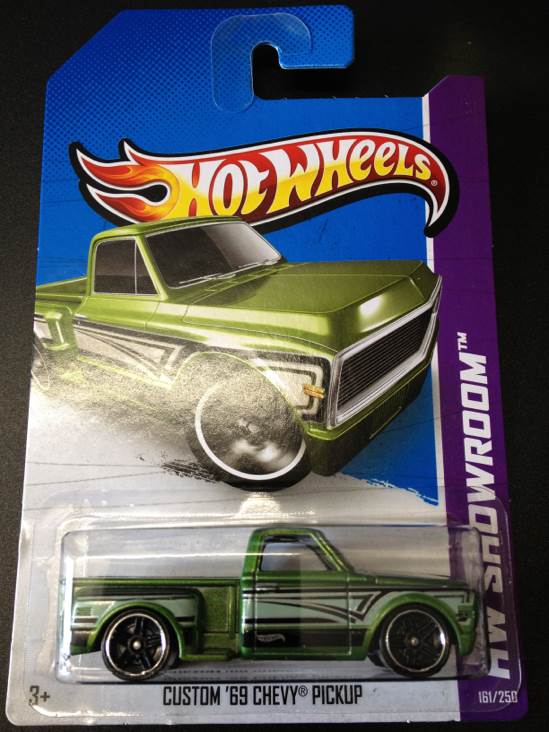 HOT WHEELS®
HW SHOWROOM™
3+
CUSTOM '69 CHEVY® PICKUP
161/250